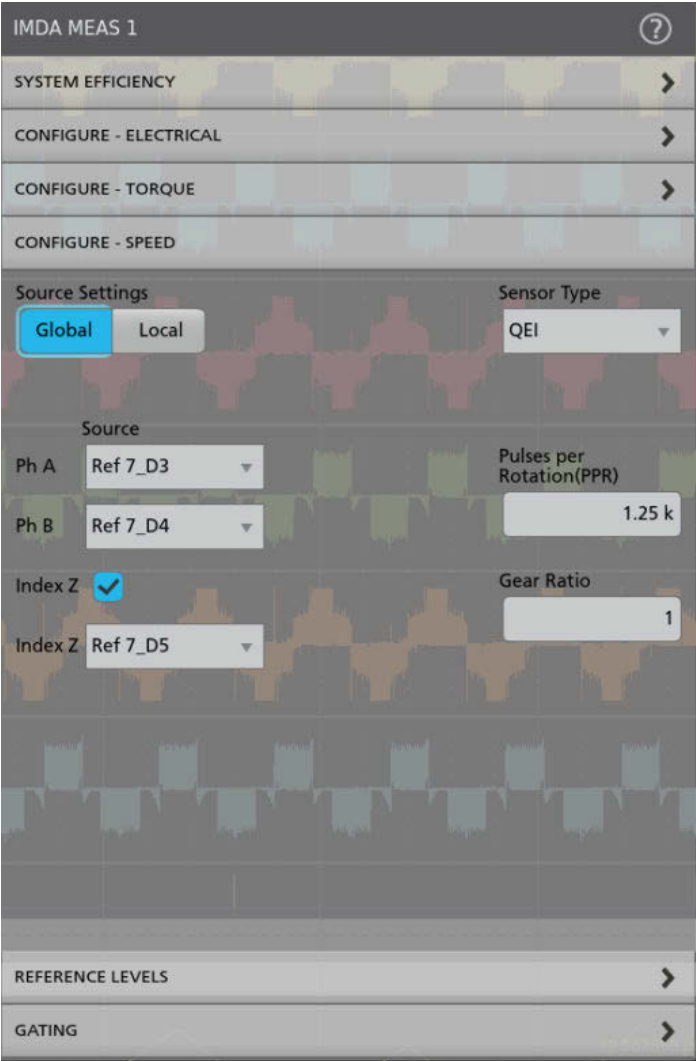 IMDA MEAS 1
?
SYSTEM EFFICIENCY
CONFIGURE - ELECTRICAL
CONFIGURE - TORQUE
CONFIGURE - SPEED
Source Settings
Sensor Type
Global Local
QEI
Source
Ph A Ref 7_D3
Pulses per
Rotation(PPR)
1.25 k
Ph B Ref 7_D4
Index Z
Gear Ratio
1
Index Z Ref 7_D5
REFERENCE LEVELS
GATING